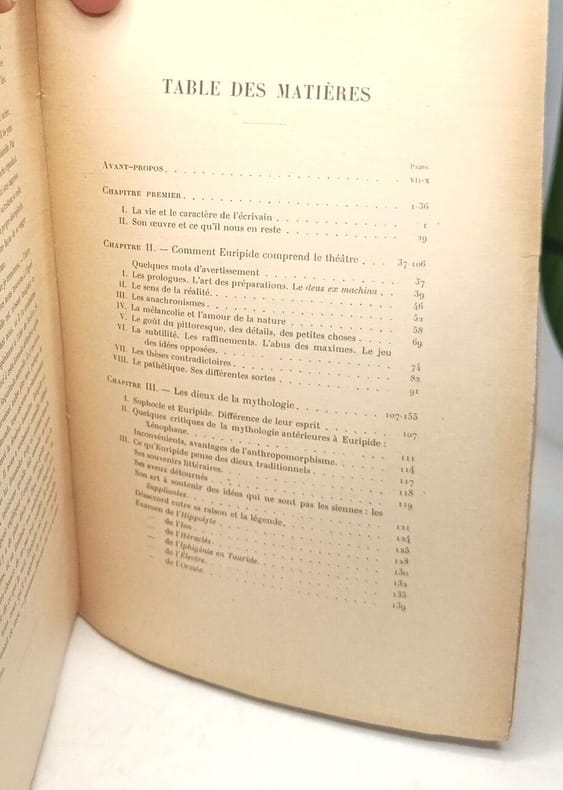 TABLE DES MATIÈRES
Pages.
AVANT-PROPOS. VII-X
CHAPITRE PREMIER. 1-36
I. La vie et le caractère de l'écrivain 1
II. Son œuvre et ce qu'il nous en reste 29
CHAPITRE II. — Comment Euripide comprend le théâtre. 37-106
Quelques mots d'avertissement 37
I. Les prologues. L'art des préparations. Le deus ex machina. 39
II. Le sens de la réalité. 46
III. Les anachronismes 52
IV. La mélancolie et l'amour de la nature 58
V. Le goût du pittoresque, des détails, des petites choses. 69
VI. La subtilité. Les raffinements. L'abus des maximes. Le jeu
des idées opposées. 74
VII. Les thèses contradictoires 82
VIII. Le pathétique. Ses différentes sortes 91
CHAPITRE III. — Les dieux de la mythologie. 107-155
I. Sophocle et Euripide. Différence de leur esprit 107
II. Quelques critiques de la mythologie antérieures à Euripide :
Xénophane. 111
Inconvénients, avantages de l'anthropomorphisme. 114
III. Ce qu'Euripide pense des dieux traditionnels 117
Ses souvenirs littéraires. 118
Ses aveux détournés 119
Son art à soutenir des idées qui ne sont pas les siennes : les
Suppliantes. 121
Désaccord entre sa raison et la légende. 124
Examen de l'Hippolyte 125
— de l'Ion 128
— de l'Héraclès. 130
— de l'Iphigénie en Tauride. 132
— de l'Électre. 135
— de l'Oreste. 139